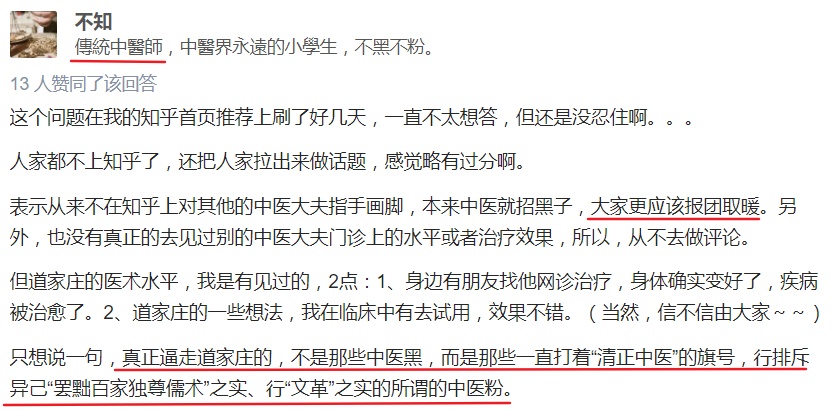 不知
傳統中醫師，中醫界永遠的小學生，不黑不粉。
13 人赞同了该回答
这个问题在我的知乎首页推荐上刷了好几天，一直不太想答，但还是没忍住啊。。。
人家都不上知乎了，还把人家拉出来做话题，感觉略有过分啊。
表示从来不在知乎上对其他的中医大夫指手画脚，本来中医就招黑子，大家更应该报团取暖。另
外，也没有真正的去见过别的中医大夫门诊上的水平或者治疗效果，所以，从不去做评论。
但道家庄的医术水平，我是有见过的，2点：1、身边有朋友找他网诊治疗，身体确实变好了，疾病
被治愈了。2、道家庄的一些想法，我在临床中有去试用，效果不错。（当然，信不信由大家～～）
只想说一句，真正逼走道家庄的，不是那些中医黑，而是那些一直打着“清正中医”的旗号，行排斥
异己“罢黜百家独尊儒术”之实、行“文革”之实的所谓的中医粉。